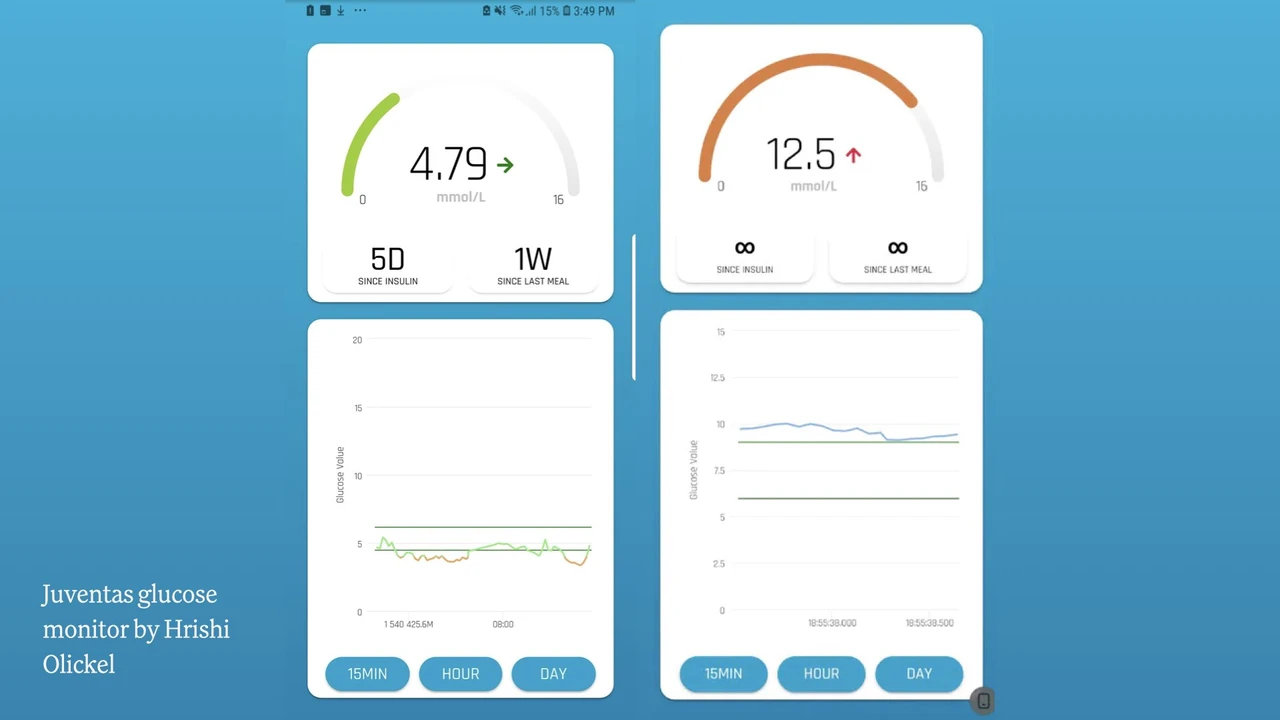 15% 3:49 PM
4.79
mmol/L
0
16
5D
SINCE INSULIN
1W
SINCE LAST MEAL
20
15
10
5
0
Glucose Value
1 540 425.6M
08:00
15MIN
HOUR
DAY
12.5
mmol/L
0
15
∞
SINCE INSULIN
∞
SINCE LAST MEAL
15
12.5
10
7.5
5
2.5
0
Glucose Value
18:55:38.000
18:55:38.500
15MIN
HOUR
DAY
Juventas glucose
monitor by Hrishi
Olickel